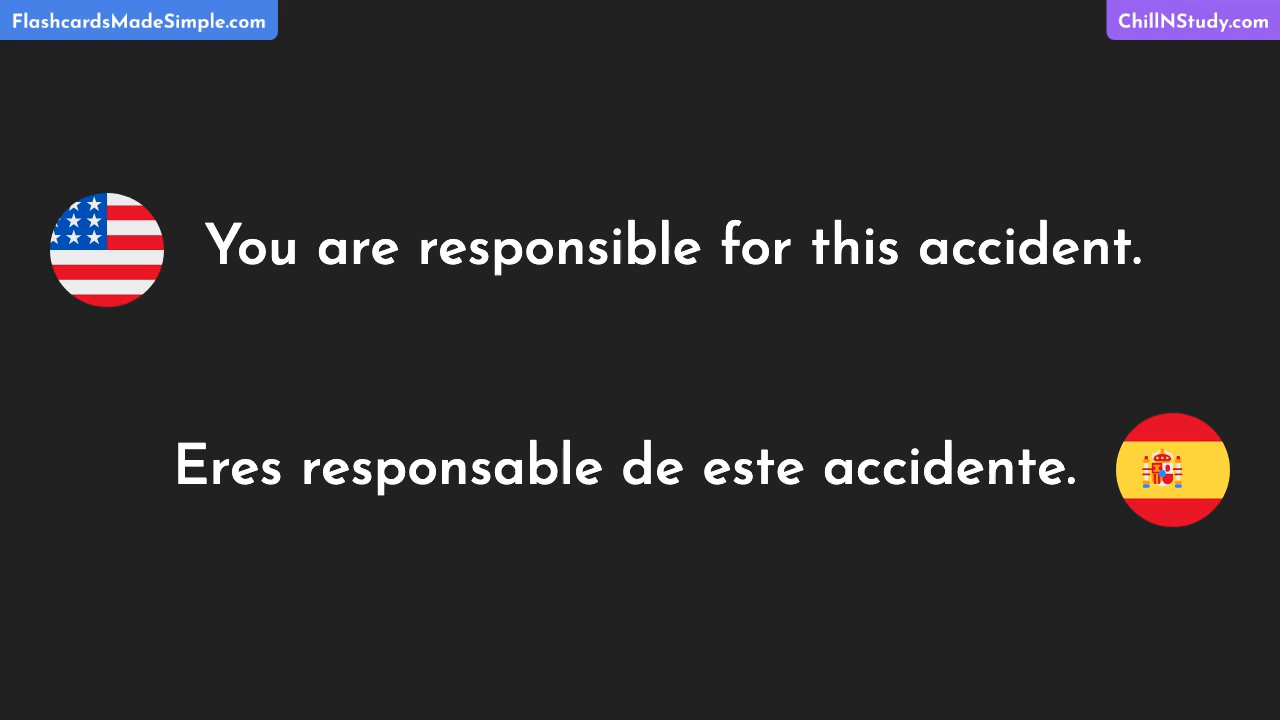 FlashcardsMadeSimple.com
ChillNStudy.com
You are responsible for this accident.
Eres responsable de este accidente.